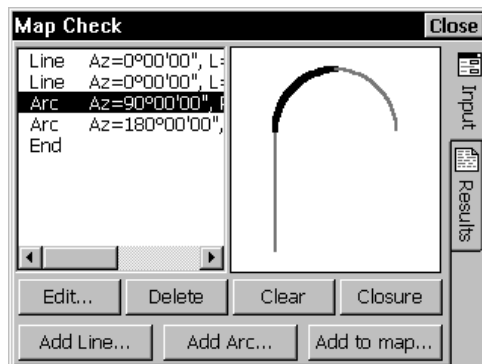 Map Check Close
Line Az=0°00'00", L=
Line Az=0°00'00", L=
Arc Az=90°00'00",
Arc Az=180°00'00",
End
Input
Results
Edit... Delete Clear Closure
Add Line... Add Arc... Add to map...